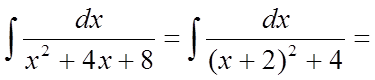 ∫ dx / (x² + 4x + 8) = ∫ dx / ((x + 2)² + 4) =